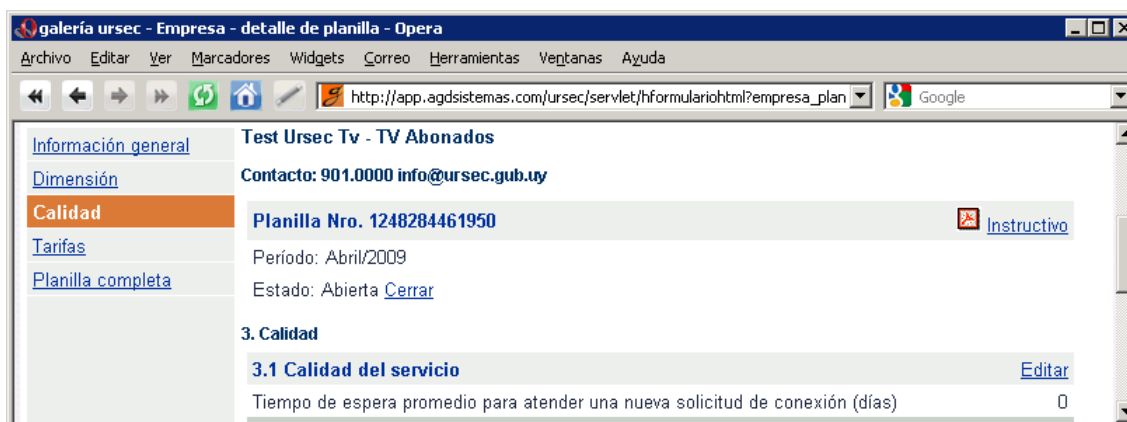 galería ursec - Empresa - detalle de planilla - Opera
Archivo Editar Ver Marcadores Widgets Correo Herramientas Ventanas Ayuda
http://app.agdsistemas.com/ursec/servlet/hformulariohtml?empresa_plan Google
Información general
Dimensión
Calidad
Tarifas
Planilla completa
Test Ursec Tv - TV Abonados
Contacto: 901.0000 info@ursec.gub.uy
Planilla Nro. 1248284461950 Instructivo
Período: Abril/2009
Estado: Abierta Cerrar
3. Calidad
3.1 Calidad del servicio Editar
Tiempo de espera promedio para atender una nueva solicitud de conexión (días) 0